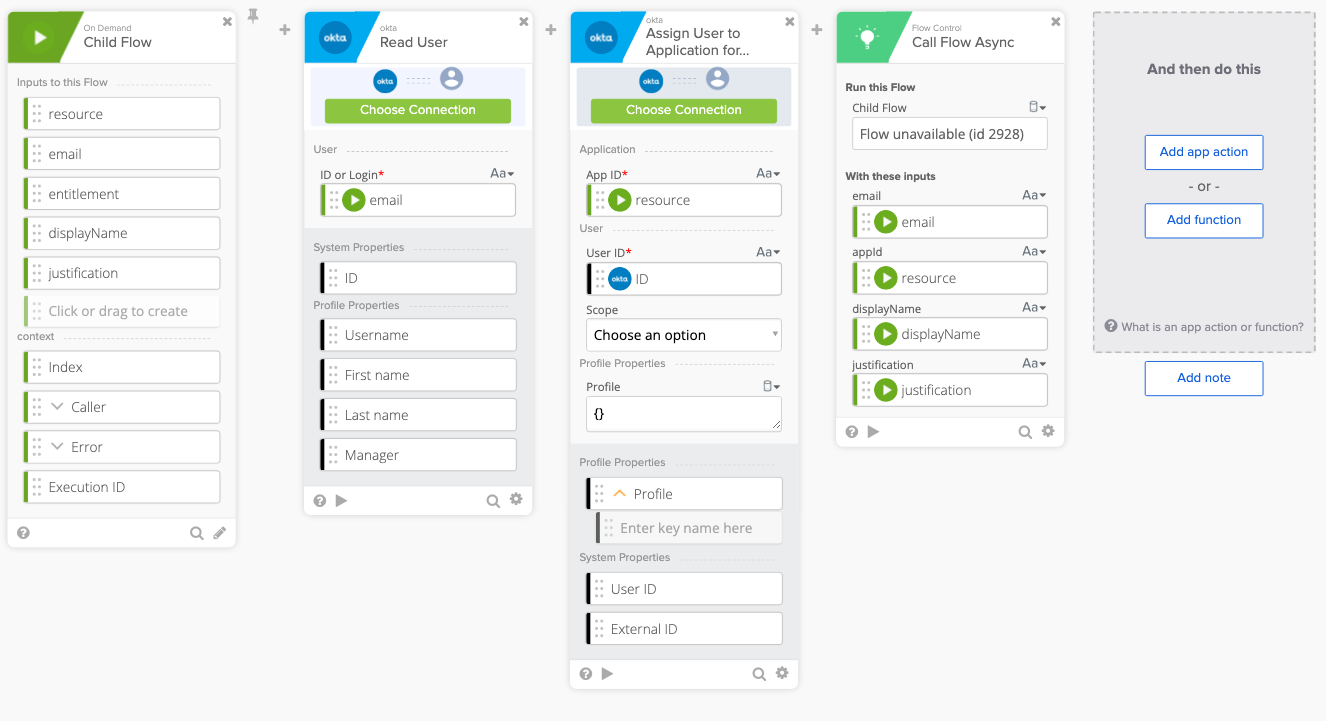 On Demand
Child Flow
Inputs to this Flow
resource
email
entitlement
displayName
justification
Click or drag to create
context
Index
Caller
Error
Execution ID
okta
okta
Read User
okta
Choose Connection
User
ID or Login*
Aa
email
System Properties
ID
Profile Properties
Username
First name
Last name
Manager
okta
okta
Assign User to
Application for...
okta
Choose Connection
Application
App ID*
Aa
resource
User
User ID*
Aa
okta
ID
Scope
Choose an option
Profile Properties
Profile
{}
Profile Properties
Profile
Enter key name here
System Properties
User ID
External ID
Flow Control
Call Flow Async
Run this Flow
Child Flow
Flow unavailable (id 2928)
With these inputs
email
Aa
email
appId
Aa
resource
displayName
Aa
displayName
justification
Aa
justification
And then do this
Add app action
- or -
Add function
What is an app action or function?
Add note